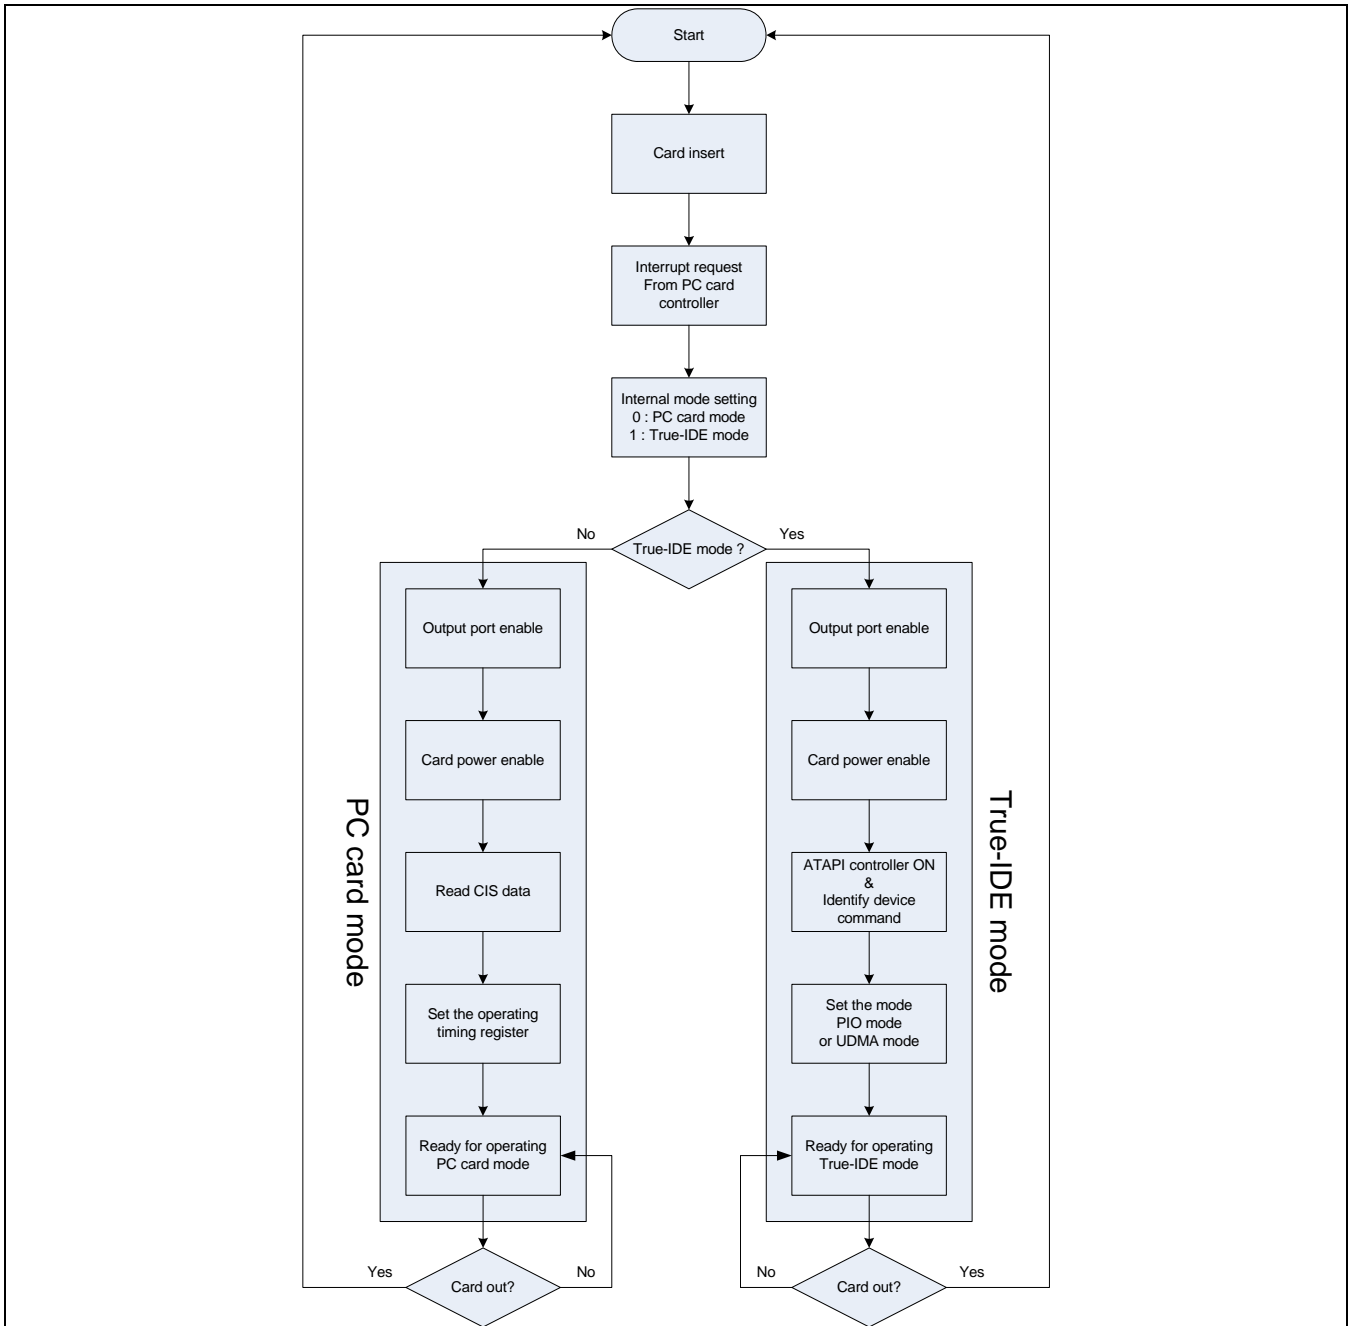 Start
Card insert
Interrupt request
From PC card
controller
Internal mode setting
0 : PC card mode
1 : True-IDE mode
True-IDE mode ?
No
Yes
PC card mode
Output port enable
Card power enable
Read CIS data
Set the operating
timing register
Ready for operating
PC card mode
Card out?
Yes
No
True-IDE mode
Output port enable
Card power enable
ATAPI controller ON
&
Identify device
command
Set the mode
PIO mode
or UDMA mode
Ready for operating
True-IDE mode
Card out?
No
Yes